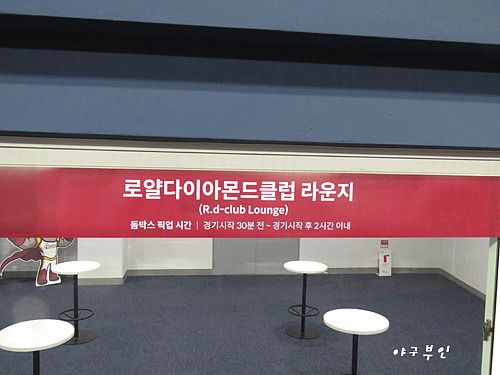 로얄다이아몬드클럽 라운지
(R.d-club Lounge)
돔박스 픽업 시간 | 경기시작 30분 전 ~ 경기시작 후 2시간 이내
야구부인